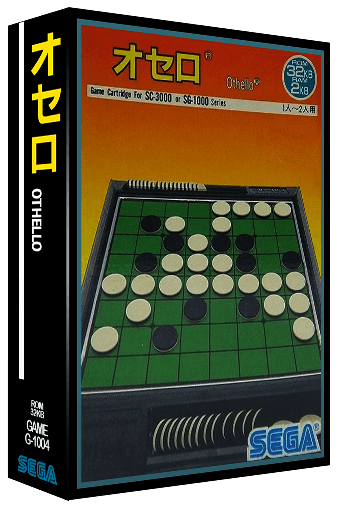 オセロ
OTHELLO
ROM
32KB
GAME
G-1004
SEGA
オセロ®
Othello®
ROM
32KB
RAM
2KB
Game Cartridge For SC-3000 or SG-1000 Series
1人~2人用
SEGA®